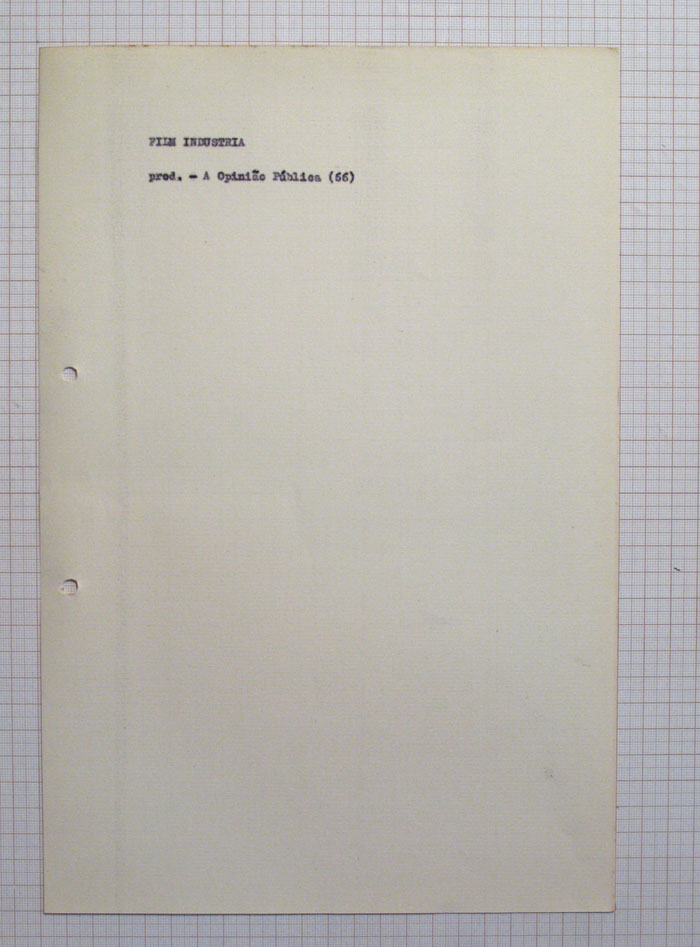 FILM INDUSTRIA
prod. - A Opinião Pública (66)